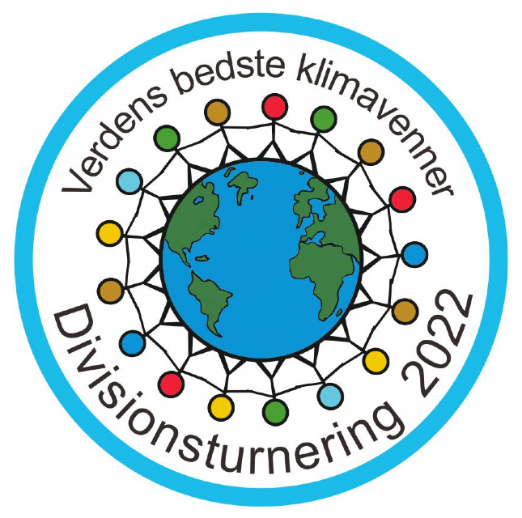 Verdens bedste klimavenner
Divisionsturnering 2022